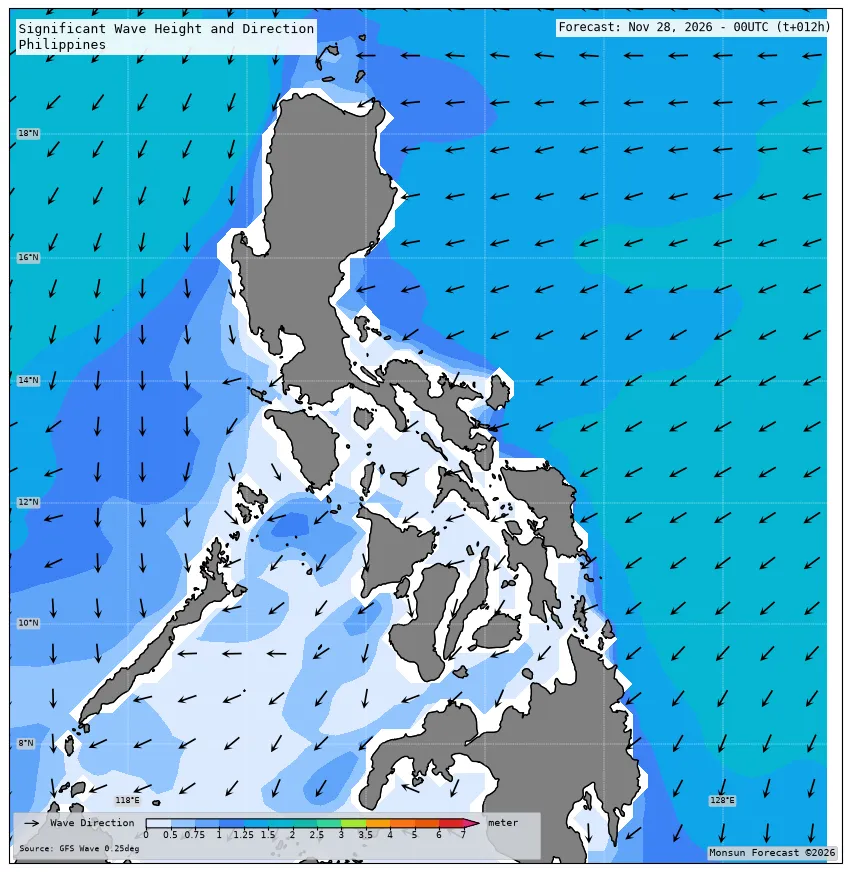 Significant Wave Height and Direction
Philippines
Forecast: Nov 28, 2026 - 00UTC (t+012h)
18°N
16°N
14°N
12°N
10°N
8°N
118°E
128°E
Wave Direction
0 0.5 0.75 1 1.25 1.5 2 2.5 3 3.5 4 5 6 7
meter
Source: GFS Wave 0.25deg
Monsun Forecast ©2026